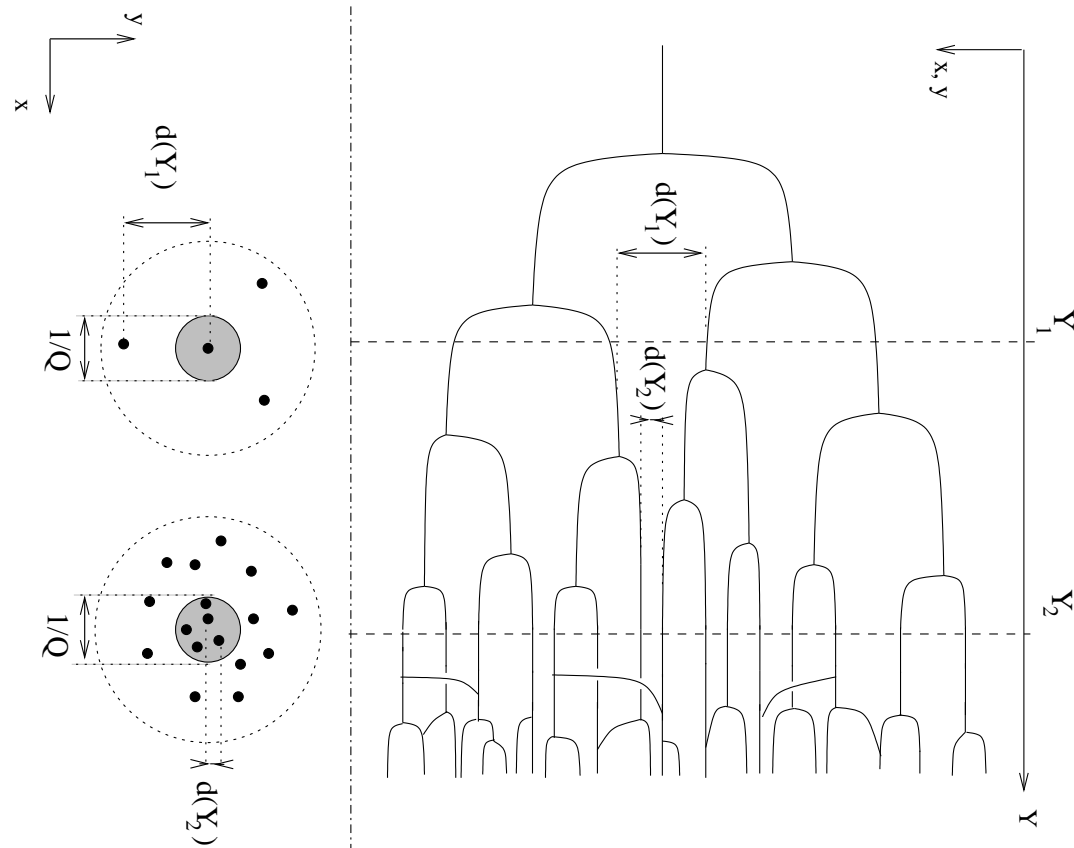 y
x
d(Y₁)
1/Q
1/Q
d(Y₂)
x, y
d(Y₁)
d(Y₂)
Y₁
Y₂
Y